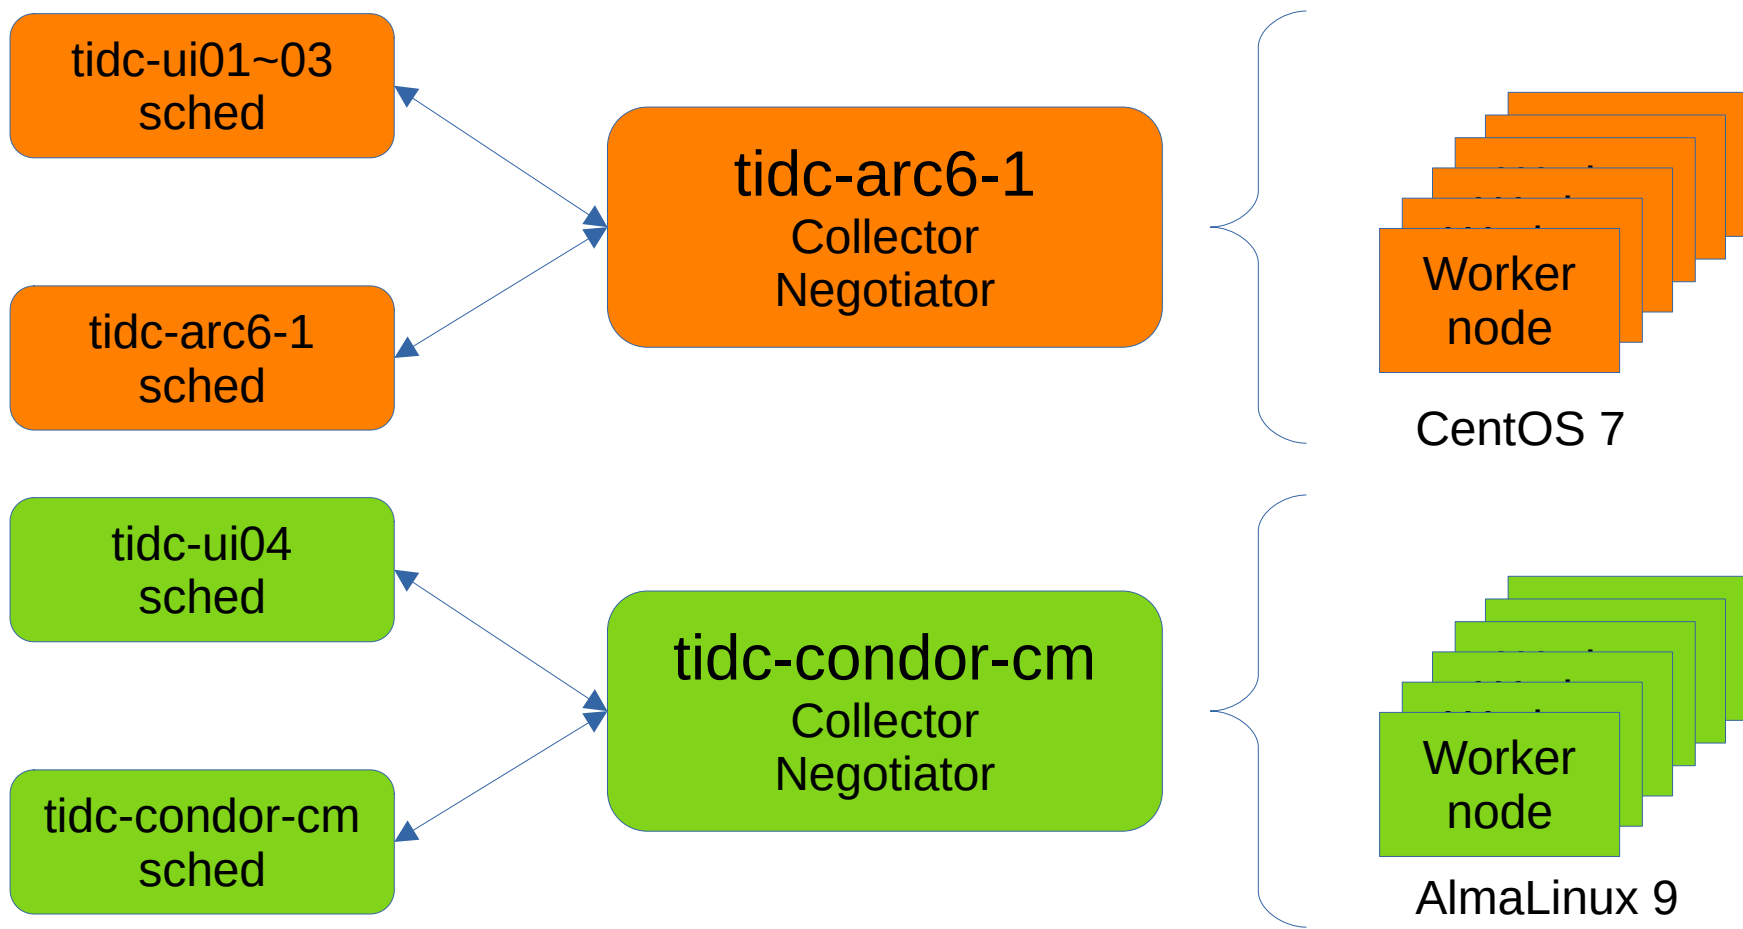 tidc-ui01~03
sched
tidc-arc6-1
Collector
Negotiator
Worker
node
tidc-arc6-1
sched
CentOS 7
tidc-ui04
sched
tidc-condor-cm
Collector
Negotiator
Worker
node
tidc-condor-cm
sched
AlmaLinux 9